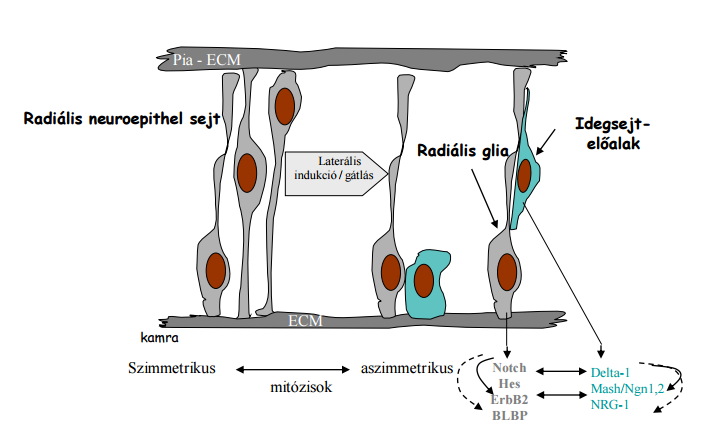 Pia - ECM
Radiális neuroepithel sejt
Laterális
indukció / gátlás
Radiális glia
Idegsejt-
előalak
ECM
kamra
Szimmetrikus
mitózisok
aszimmetrikus
Notch
Hes
ErbB2
BLBP
Delta-1
Mash/Ngn1,2
NRG-1